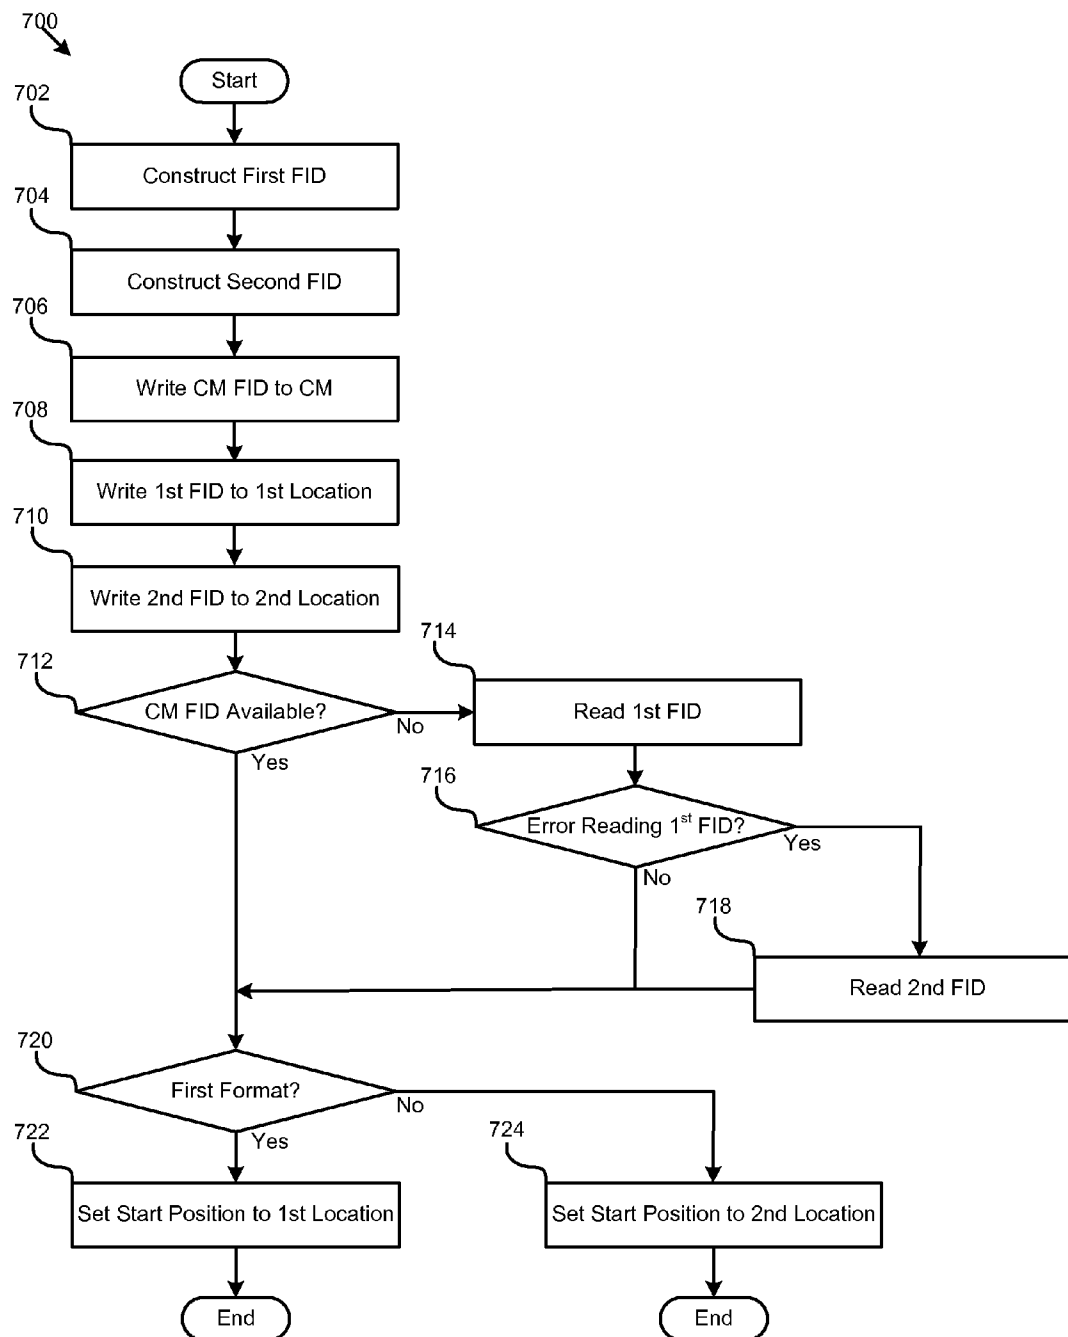 700
Start
702
Construct First FID
704
Construct Second FID
706
Write CM FID to CM
708
Write 1st FID to 1st Location
710
Write 2nd FID to 2nd Location
712
CM FID Available?
No
Yes
714
Read 1st FID
716
Error Reading 1st FID?
Yes
No
718
Read 2nd FID
720
First Format?
No
Yes
722
Set Start Position to 1st Location
724
Set Start Position to 2nd Location
End
End